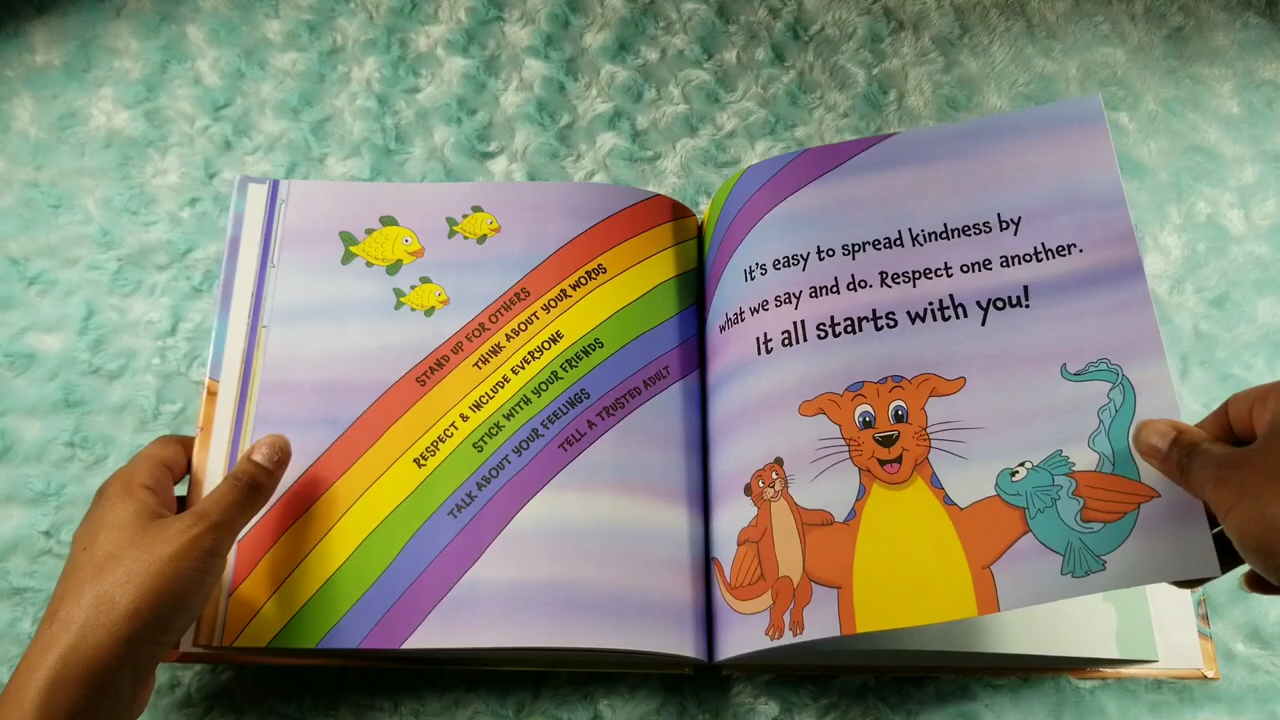 STAND UP FOR OTHERS
THINK ABOUT YOUR WORDS
RESPECT & INCLUDE EVERYONE
STICK WITH YOUR FRIENDS
TALK ABOUT YOUR FEELINGS
TELL A TRUSTED ADULT
It's easy to spread kindness by
what we say and do. Respect one another.
It all starts with you!